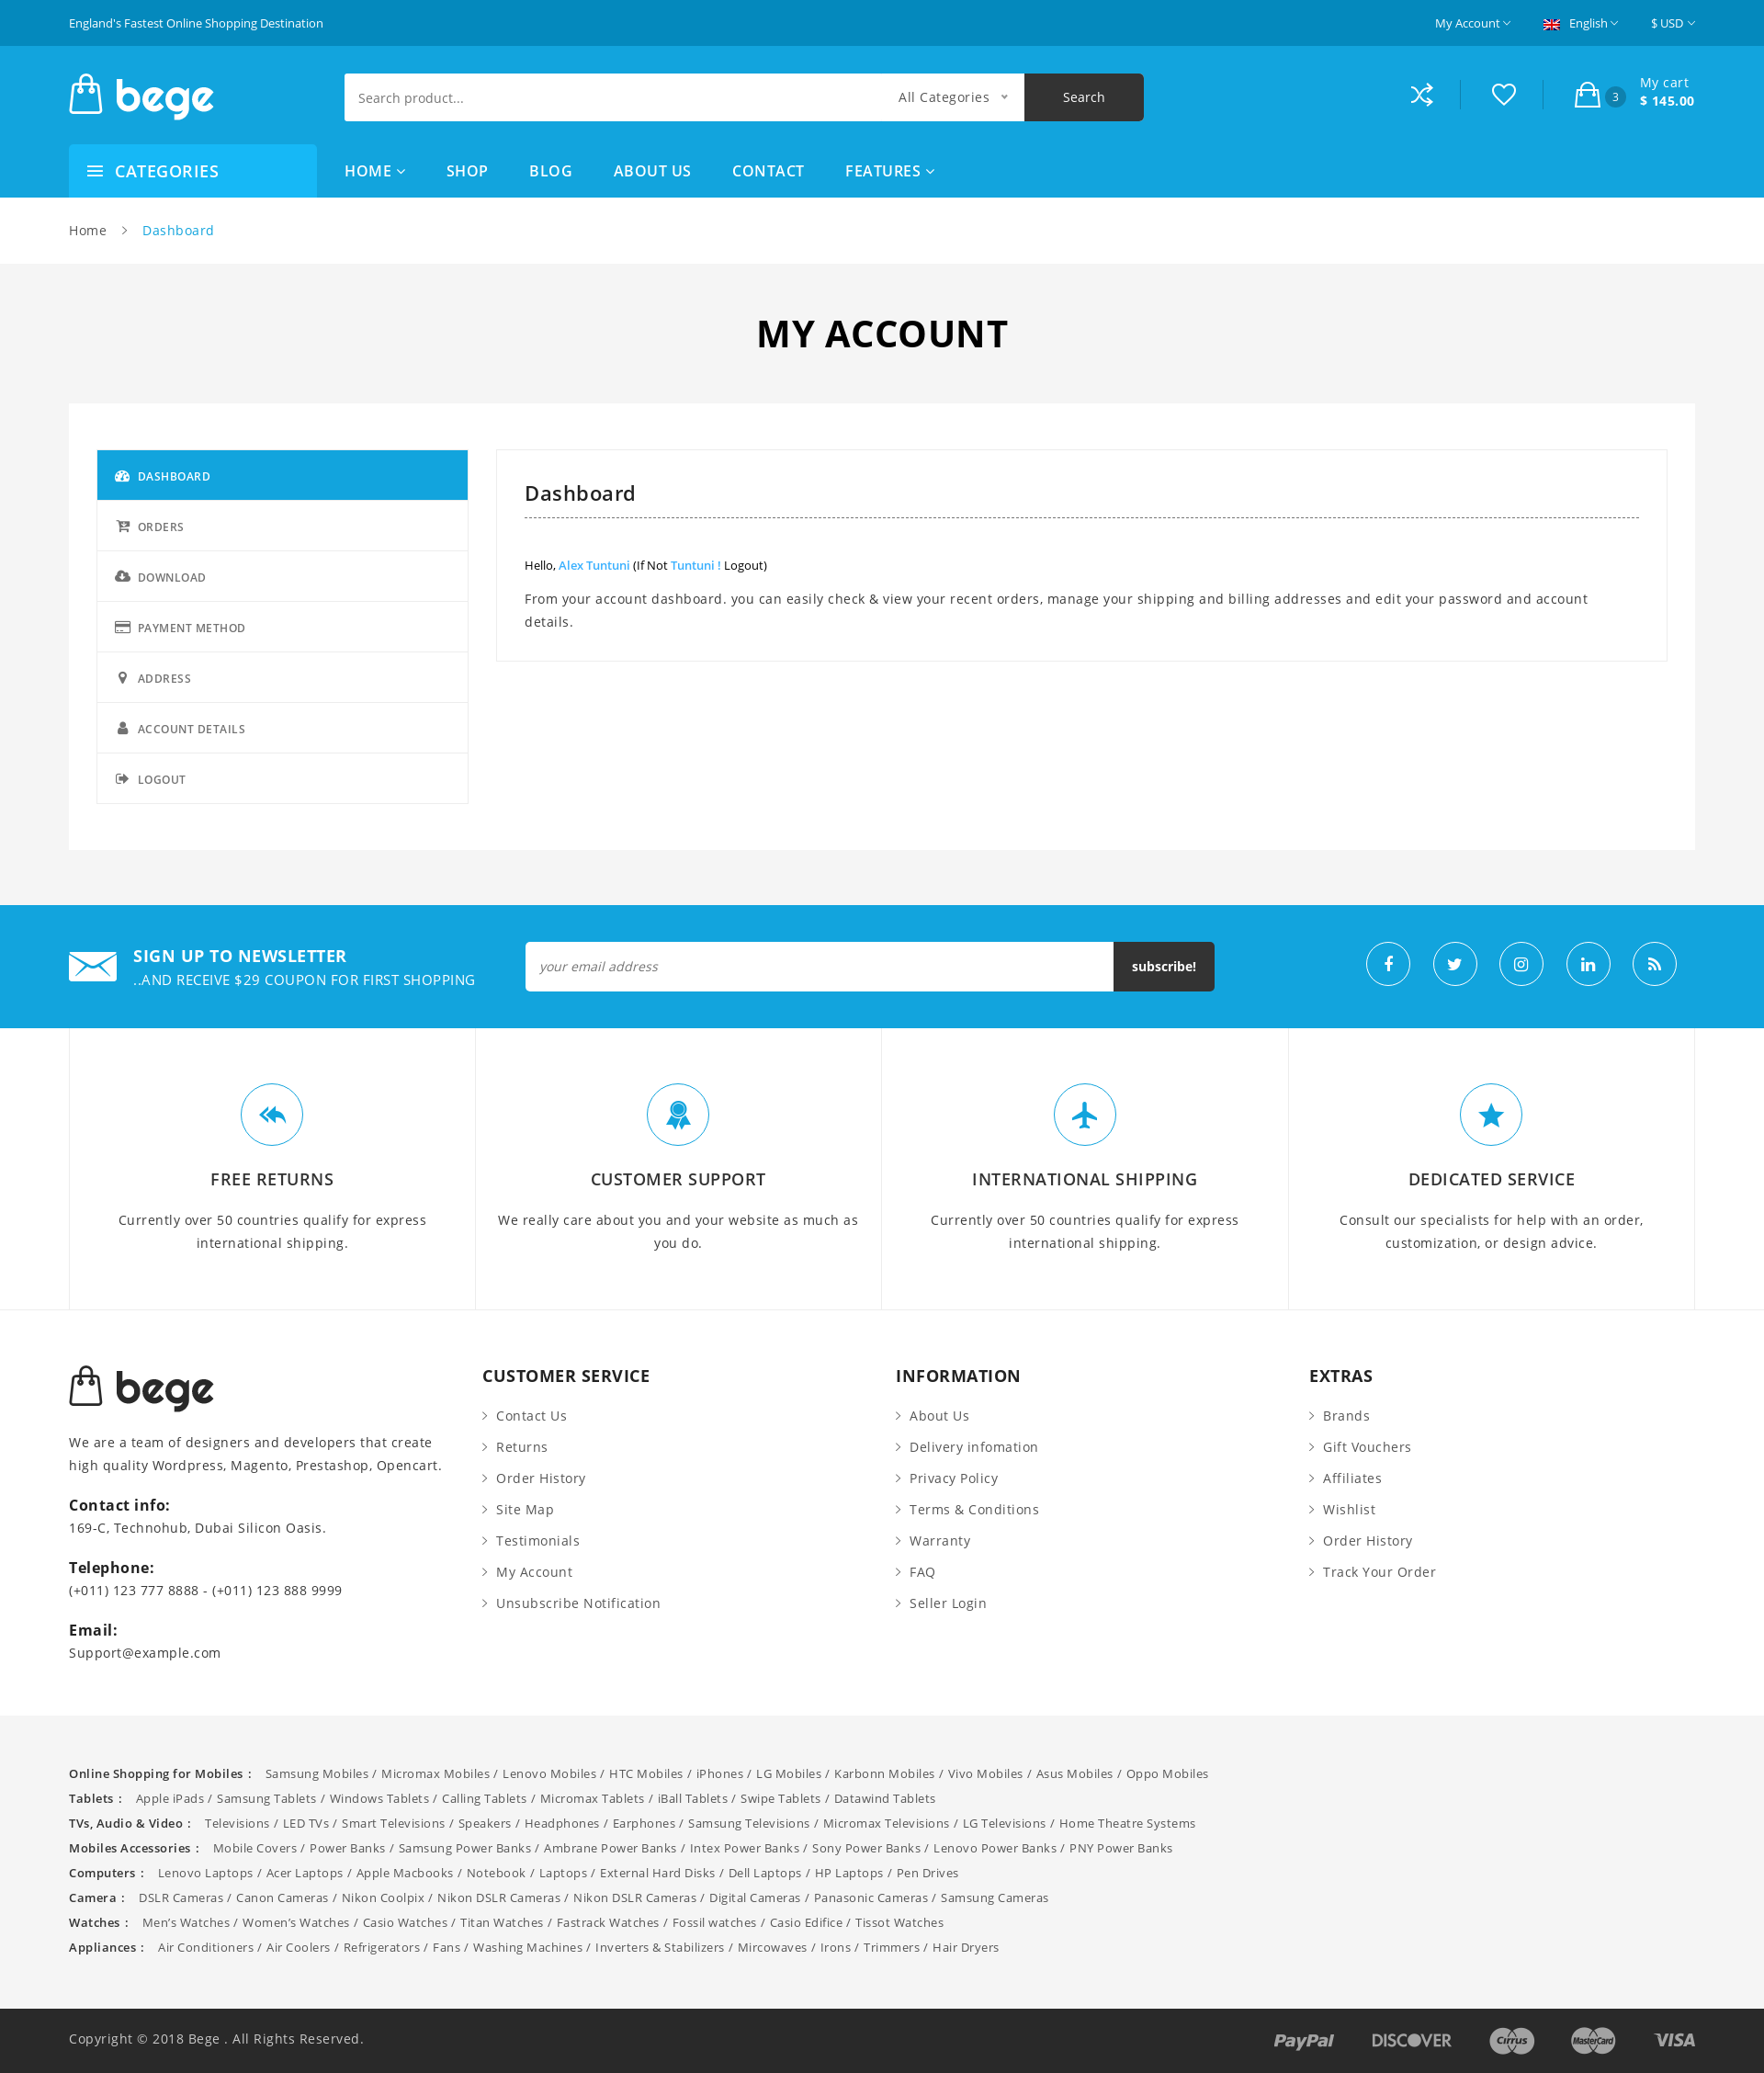 England's Fastest Online Shopping Destination
My Account
English
$ USD
bege
Search product...
All Categories
Search
3
My cart
$ 145.00
CATEGORIES
HOME
SHOP
BLOG
ABOUT US
CONTACT
FEATURES
Home
Dashboard
MY ACCOUNT
DASHBOARD
ORDERS
DOWNLOAD
PAYMENT METHOD
ADDRESS
ACCOUNT DETAILS
LOGOUT
Dashboard
Hello, Alex Tuntuni (If Not Tuntuni ! Logout)
From your account dashboard. you can easily check & view your recent orders, manage your shipping and billing addresses and edit your password and account
details.
SIGN UP TO NEWSLETTER
..AND RECEIVE $29 COUPON FOR FIRST SHOPPING
your email address
subscribe!
FREE RETURNS
Currently over 50 countries qualify for express
international shipping.
CUSTOMER SUPPORT
We really care about you and your website as much as
you do.
INTERNATIONAL SHIPPING
Currently over 50 countries qualify for express
international shipping.
DEDICATED SERVICE
Consult our specialists for help with an order,
customization, or design advice.
bege
We are a team of designers and developers that create
high quality Wordpress, Magento, Prestashop, Opencart.
Contact info:
169-C, Technohub, Dubai Silicon Oasis.
Telephone:
(+011) 123 777 8888 - (+011) 123 888 9999
Email:
Support@example.com
CUSTOMER SERVICE
Contact Us
Returns
Order History
Site Map
Testimonials
My Account
Unsubscribe Notification
INFORMATION
About Us
Delivery infomation
Privacy Policy
Terms & Conditions
Warranty
FAQ
Seller Login
EXTRAS
Brands
Gift Vouchers
Affiliates
Wishlist
Order History
Track Your Order
Online Shopping for Mobiles : Samsung Mobiles / Micromax Mobiles / Lenovo Mobiles / HTC Mobiles / iPhones / LG Mobiles / Karbonn Mobiles / Vivo Mobiles / Asus Mobiles / Oppo Mobiles
Tablets : Apple iPads / Samsung Tablets / Windows Tablets / Calling Tablets / Micromax Tablets / iBall Tablets / Swipe Tablets / Datawind Tablets
TVs, Audio & Video : Televisions / LED TVs / Smart Televisions / Speakers / Headphones / Earphones / Samsung Televisions / Micromax Televisions / LG Televisions / Home Theatre Systems
Mobiles Accessories : Mobile Covers / Power Banks / Samsung Power Banks / Ambrane Power Banks / Intex Power Banks / Sony Power Banks / Lenovo Power Banks / PNY Power Banks
Computers : Lenovo Laptops / Acer Laptops / Apple Macbooks / Notebook / Laptops / External Hard Disks / Dell Laptops / HP Laptops / Pen Drives
Camera : DSLR Cameras / Canon Cameras / Nikon Coolpix / Nikon DSLR Cameras / Nikon DSLR Cameras / Digital Cameras / Panasonic Cameras / Samsung Cameras
Watches : Men’s Watches / Women’s Watches / Casio Watches / Titan Watches / Fastrack Watches / Fossil watches / Casio Edifice / Tissot Watches
Appliances : Air Conditioners / Air Coolers / Refrigerators / Fans / Washing Machines / Inverters & Stabilizers / Mircowaves / Irons / Trimmers / Hair Dryers
Copyright © 2018 Bege . All Rights Reserved.
PayPal
DISCOVER
Cirrus
MasterCard
VISA